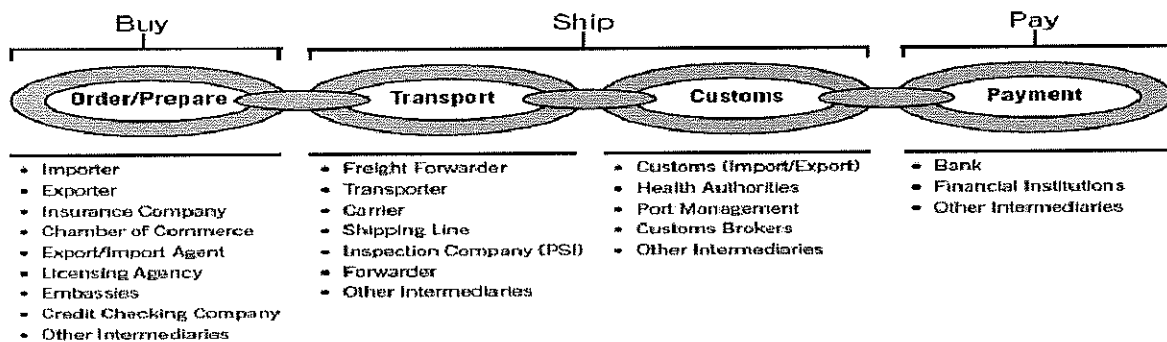 Buy
Ship
Pay
Order/Prepare
Transport
Customs
Payment
• Importer
• Exporter
• Insurance Company
• Chamber of Commerce
• Export/Import Agent
• Licensing Agency
• Embassies
• Credit Checking Company
• Other Intermediaries
• Freight Forwarder
• Transporter
• Carrier
• Shipping Line
• Inspection Company (PSI)
• Forwarder
• Other Intermediaries
• Customs (Import/Export)
• Health Authorities
• Port Management
• Customs Brokers
• Other Intermediaries
• Bank
• Financial Institutions
• Other Intermediaries